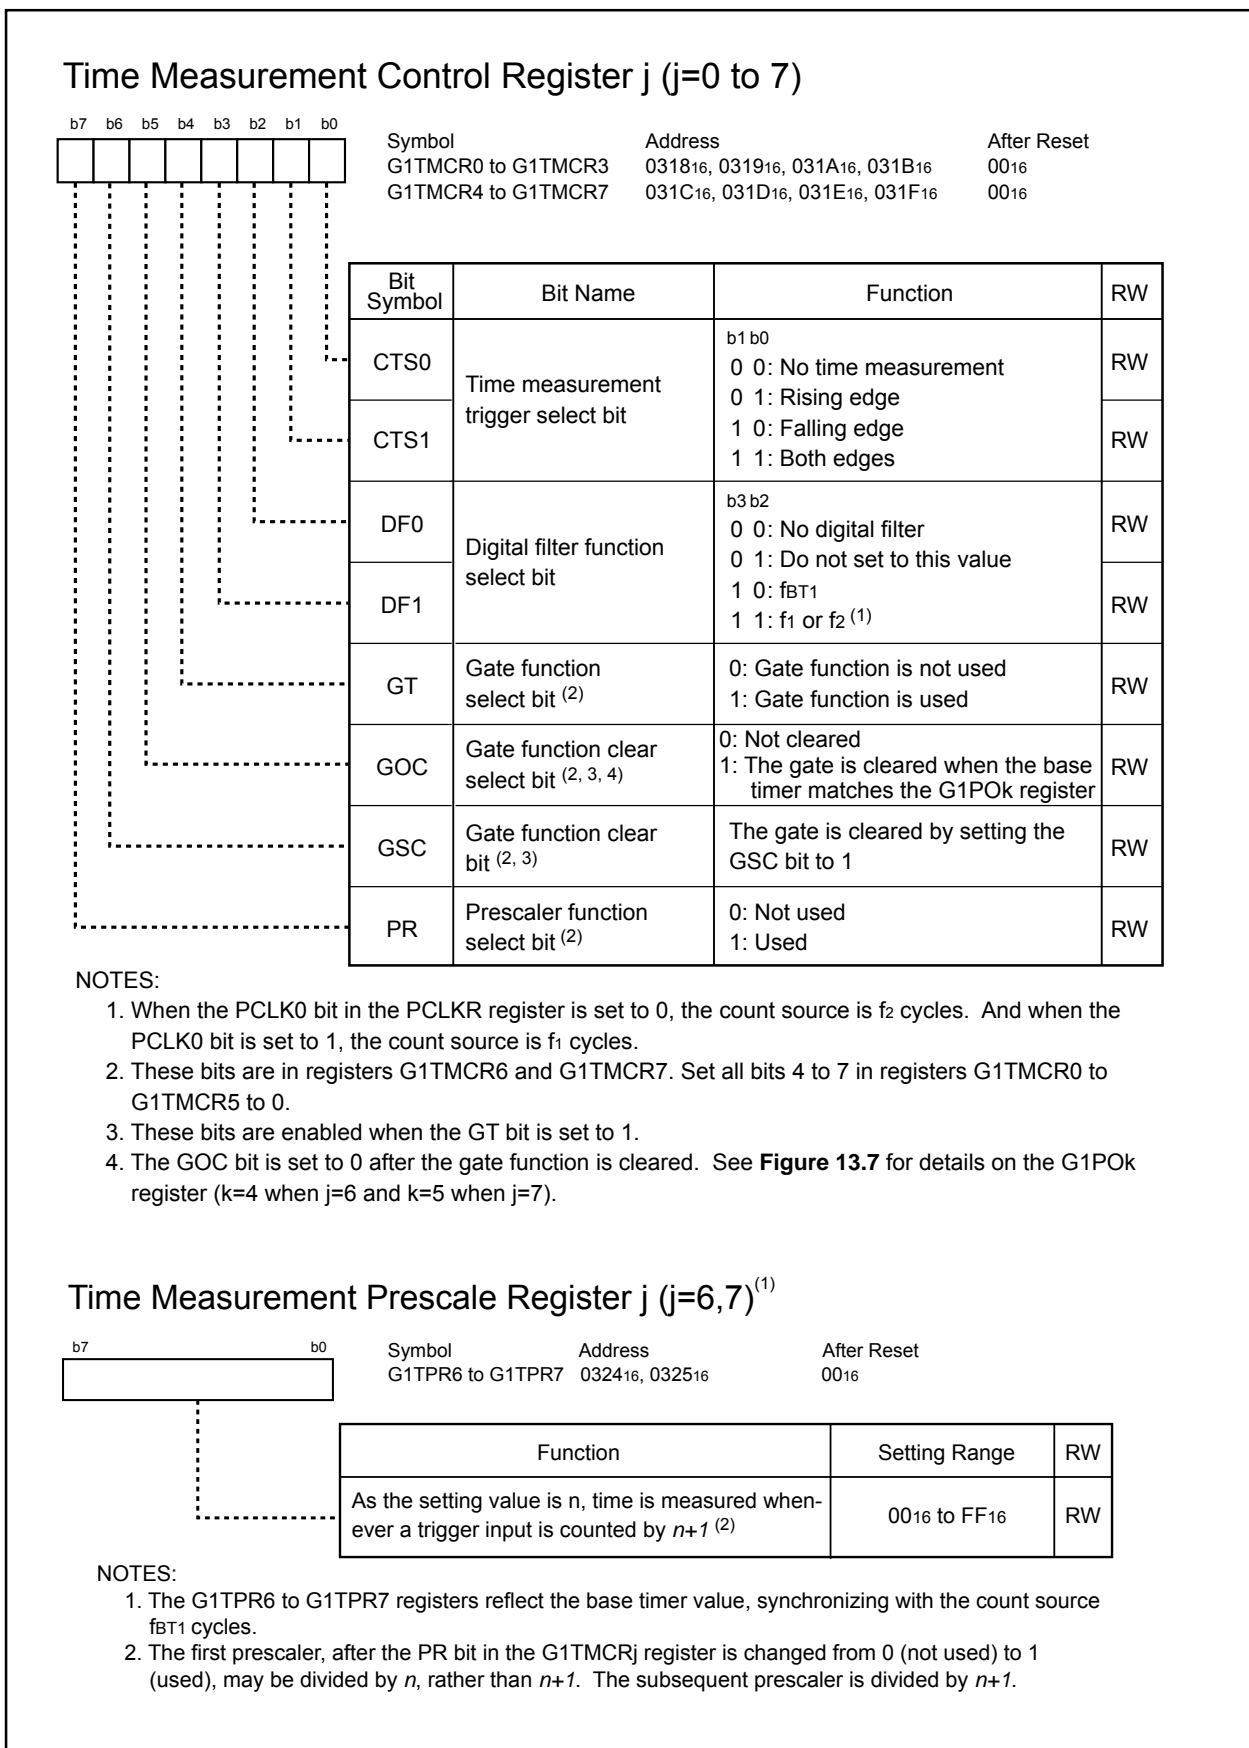 Time Measurement Control Register j (j=0 to 7)
b7 b6 b5 b4 b3 b2 b1 b0
Symbol Address After Reset
G1TMCR0 to G1TMCR3 031816, 031916, 031A16, 031B16 0016
G1TMCR4 to G1TMCR7 031C16, 031D16, 031E16, 031F16 0016
Bit Symbol Bit Name Function RW
CTS0 RW
CTS1 RW
Time measurement
trigger select bit
b1 b0
0 0: No time measurement
0 1: Rising edge
1 0: Falling edge
1 1: Both edges
DF0 RW
DF1 RW
Digital filter function
select bit
b3 b2
0 0: No digital filter
0 1: Do not set to this value
1 0: fBT1
1 1: f1 or f2 (1)
GT
Gate function
select bit (2)
0: Gate function is not used
1: Gate function is used
RW
GOC
Gate function clear
select bit (2, 3, 4)
0: Not cleared
1: The gate is cleared when the base
timer matches the G1POk register
RW
GSC
Gate function clear
bit (2, 3)
The gate is cleared by setting the
GSC bit to 1
RW
PR
Prescaler function
select bit (2)
0: Not used
1: Used
RW
NOTES:
1. When the PCLK0 bit in the PCLKR register is set to 0, the count source is f2 cycles. And when the
PCLK0 bit is set to 1, the count source is f1 cycles.
2. These bits are in registers G1TMCR6 and G1TMCR7. Set all bits 4 to 7 in registers G1TMCR0 to
G1TMCR5 to 0.
3. These bits are enabled when the GT bit is set to 1.
4. The GOC bit is set to 0 after the gate function is cleared. See Figure 13.7 for details on the G1POk
register (k=4 when j=6 and k=5 when j=7).
Time Measurement Prescale Register j (j=6,7)(1)
b7 b0
Symbol Address After Reset
G1TPR6 to G1TPR7 032416, 032516 0016
Function Setting Range RW
As the setting value is n, time is measured when-
ever a trigger input is counted by n+1 (2)
0016 to FF16 RW
NOTES:
1. The G1TPR6 to G1TPR7 registers reflect the base timer value, synchronizing with the count source
fBT1 cycles.
2. The first prescaler, after the PR bit in the G1TMCRj register is changed from 0 (not used) to 1
(used), may be divided by n, rather than n+1. The subsequent prescaler is divided by n+1.